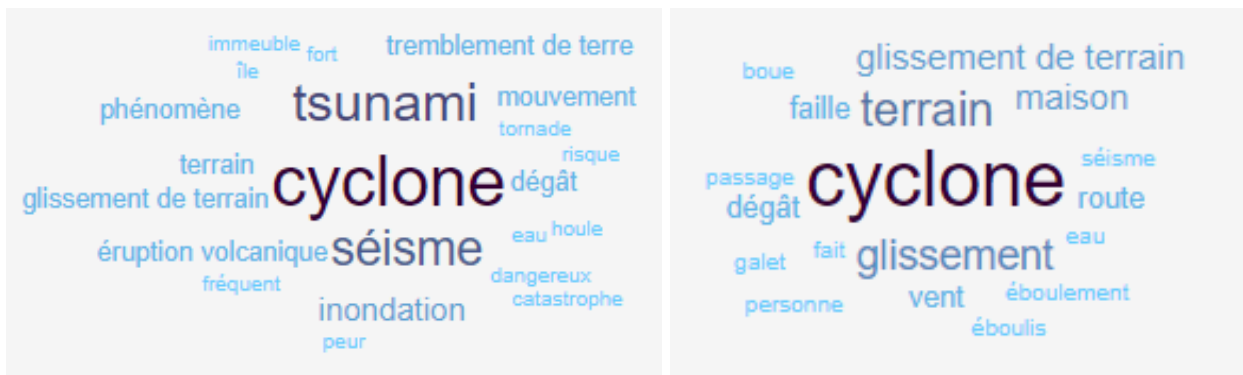 immeuble
fort
tremblement de terre
île
tsunami
mouvement
phénomène
tornade
risque
terrain
cyclone
dégât
glissement de terrain
eau
houle
éruption volcanique
séisme
dangereux
fréquent
catastrophe
inondation
peur
glissement de terrain
boue
maison
faille
terrain
séisme
passage
cyclone
route
dégât
eau
fait
glissement
galet
vent
éboulement
personne
éboulis